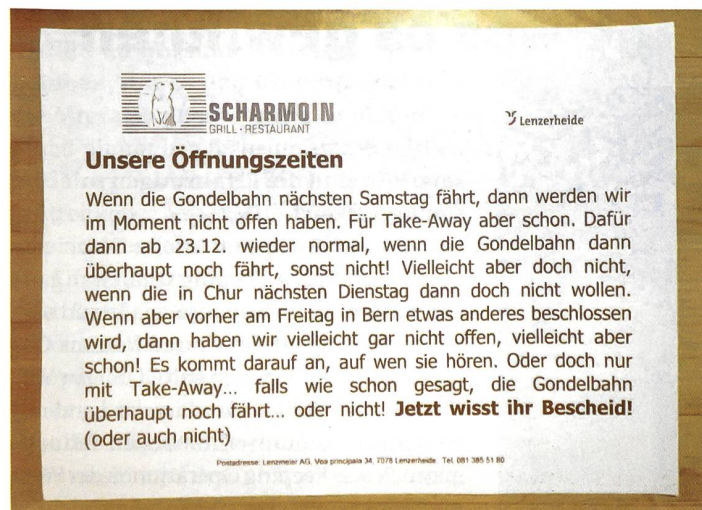 SCHARMOIN
GRILL·RESTAURANT
Lenzerheide
Unsere Öffnungszeiten
Wenn die Gondelbahn nächsten Samstag fährt, dann werden wir
im Moment nicht offen haben. Für Take-Away aber schon. Dafür
dann ab 23.12. wieder normal, wenn die Gondelbahn dann
überhaupt noch fährt, sonst nicht! Vielleicht aber doch nicht,
wenn die in Chur nächsten Dienstag dann doch nicht wollen.
Wenn aber vorher am Freitag in Bern etwas anderes beschlossen
wird, dann haben wir vielleicht gar nicht offen, vielleicht aber
schon! Es kommt darauf an, auf wen sie hören. Oder doch nur
mit Take-Away... falls wie schon gesagt, die Gondelbahn
überhaupt noch fährt... oder nicht! Jetzt wisst ihr Bescheid!
(oder auch nicht)
Postadresse: Lenzmeier AG, Voa principala 34, 7078 Lenzerheide. Tel. 081 385 51 80